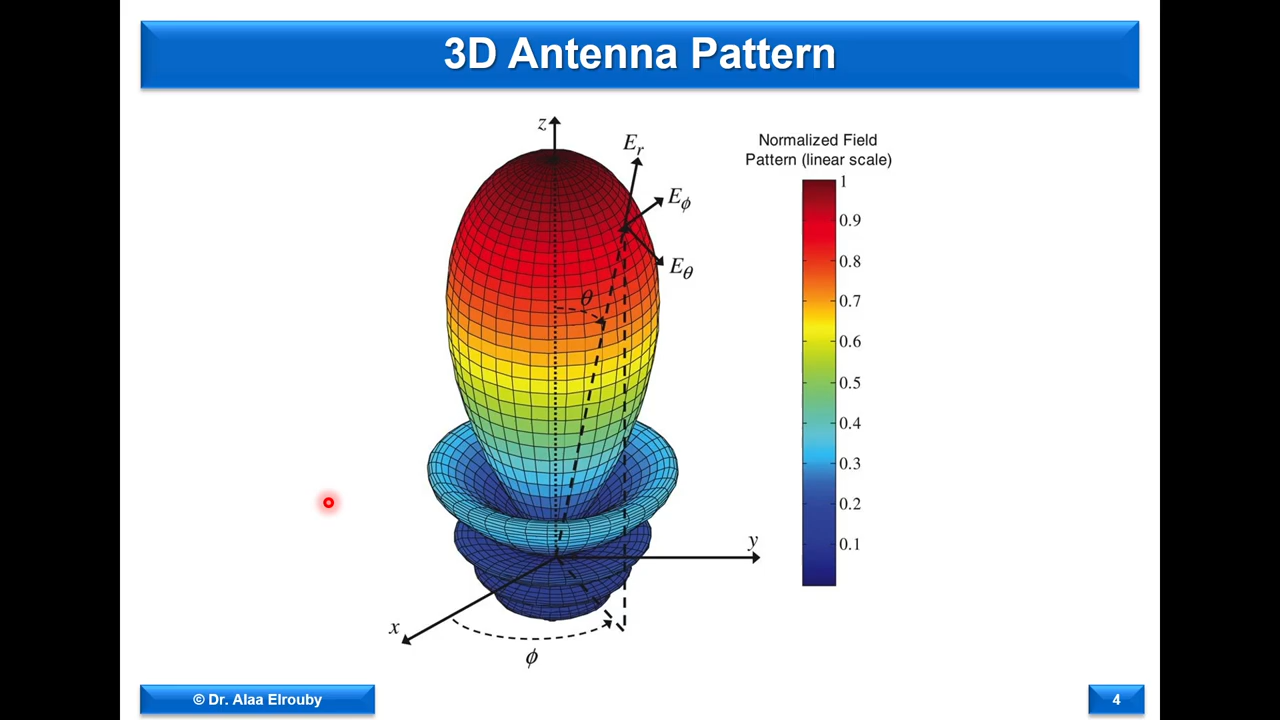 3D Antenna Pattern
z
E_r
E_ϕ
E_θ
θ
y
x
ϕ
Normalized Field
Pattern (linear scale)
1
0.9
0.8
0.7
0.6
0.5
0.4
0.3
0.2
0.1
© Dr. Alaa Elrouby
4